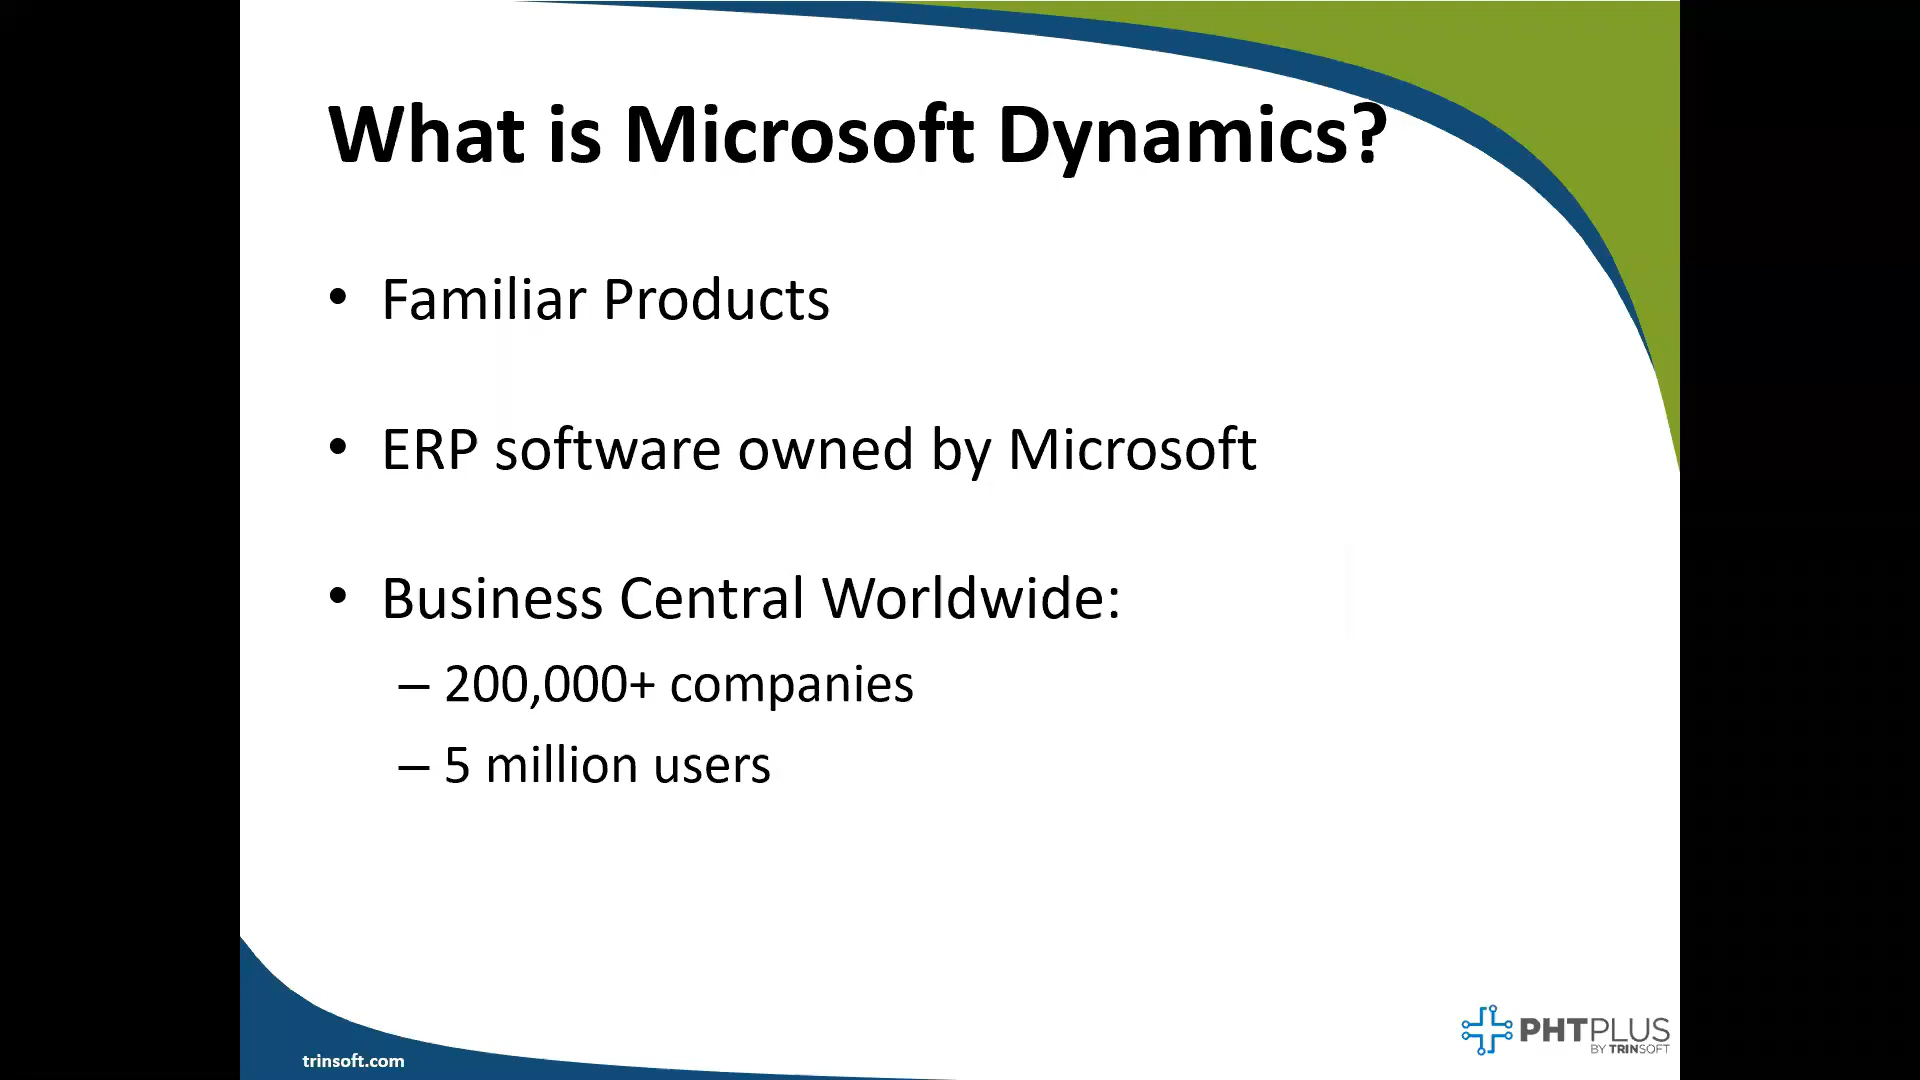 What is Microsoft Dynamics?
• Familiar Products
• ERP software owned by Microsoft
• Business Central Worldwide:
– 200,000+ companies
– 5 million users
trinsoft.com
PHTPLUS
BY TRINSOFT